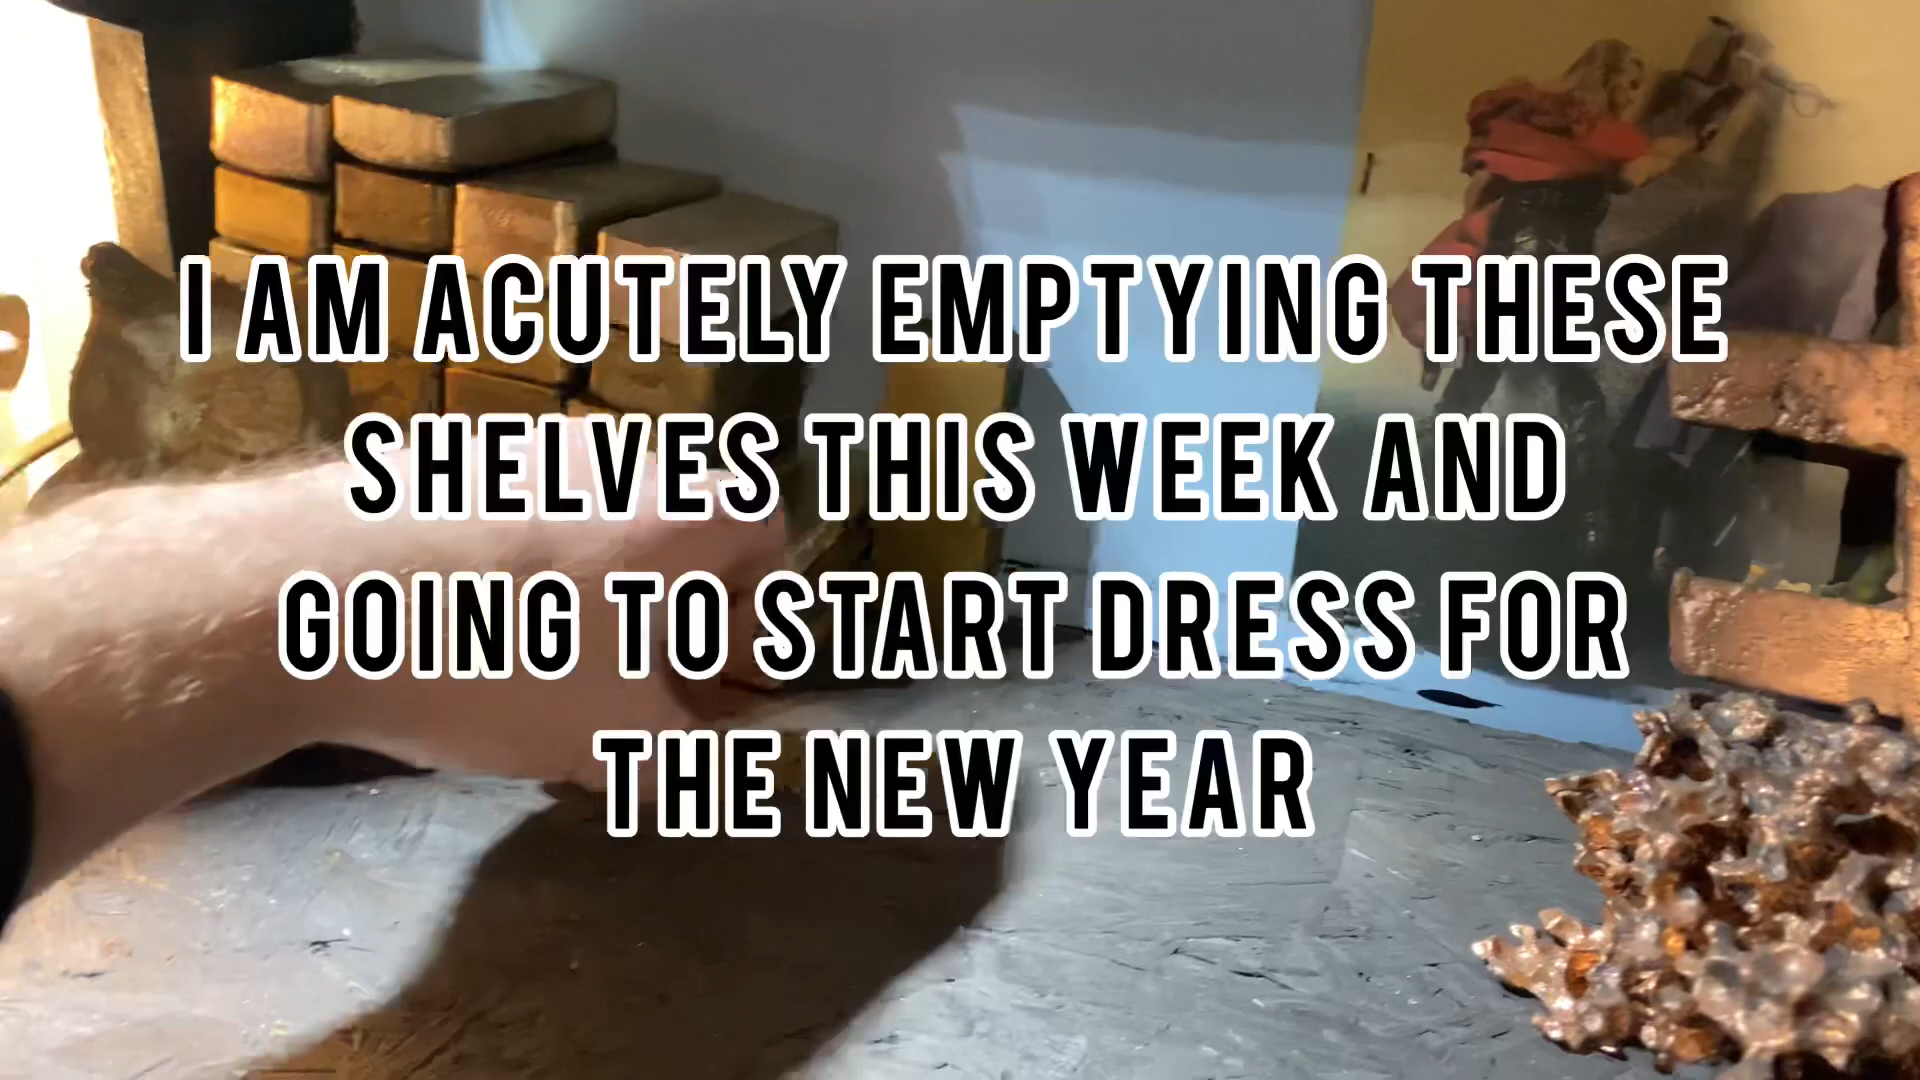 I AM ACUTELY EMPTYING THESE
SHELVES THIS WEEK AND
GOING TO START DRESS FOR
THE NEW YEAR